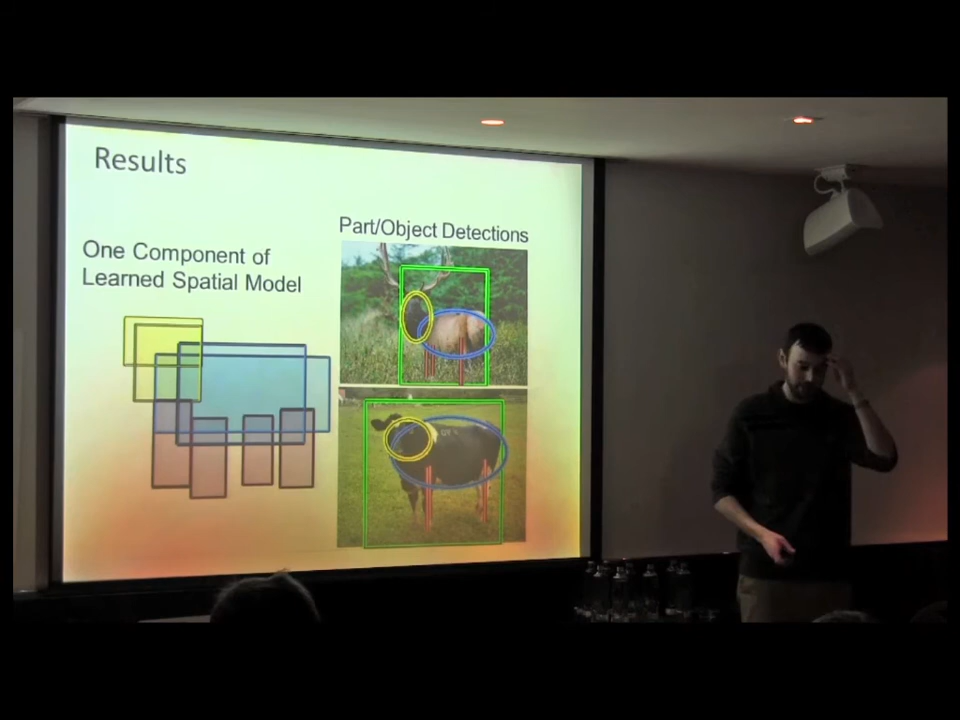 Results
One Component of
Learned Spatial Model
Part/Object Detections